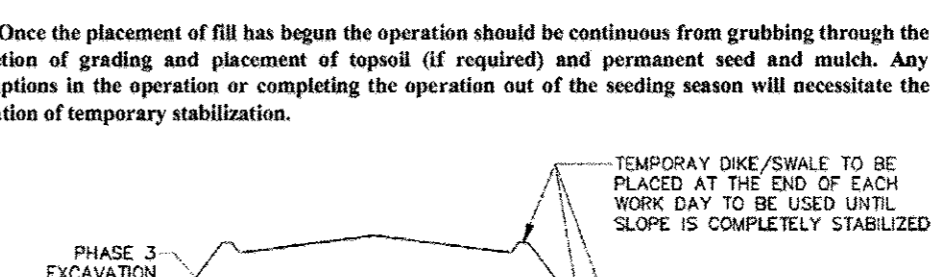 Once the placement of fill has begun the operation should be continuous from grubbing through the
etion of grading and placement of topsoil (if required) and permanent seed and mulch. Any
ptions in the operation or completing the operation out of the seeding season will necessitate the
ation of temporary stabilization.
TEMPORAY DIKE/SWALE TO BE
PLACED AT THE END OF EACH
WORK DAY TO BE USED UNTIL
SLOPE IS COMPLETELY STABILIZED
PHASE 3
EXCAVATION